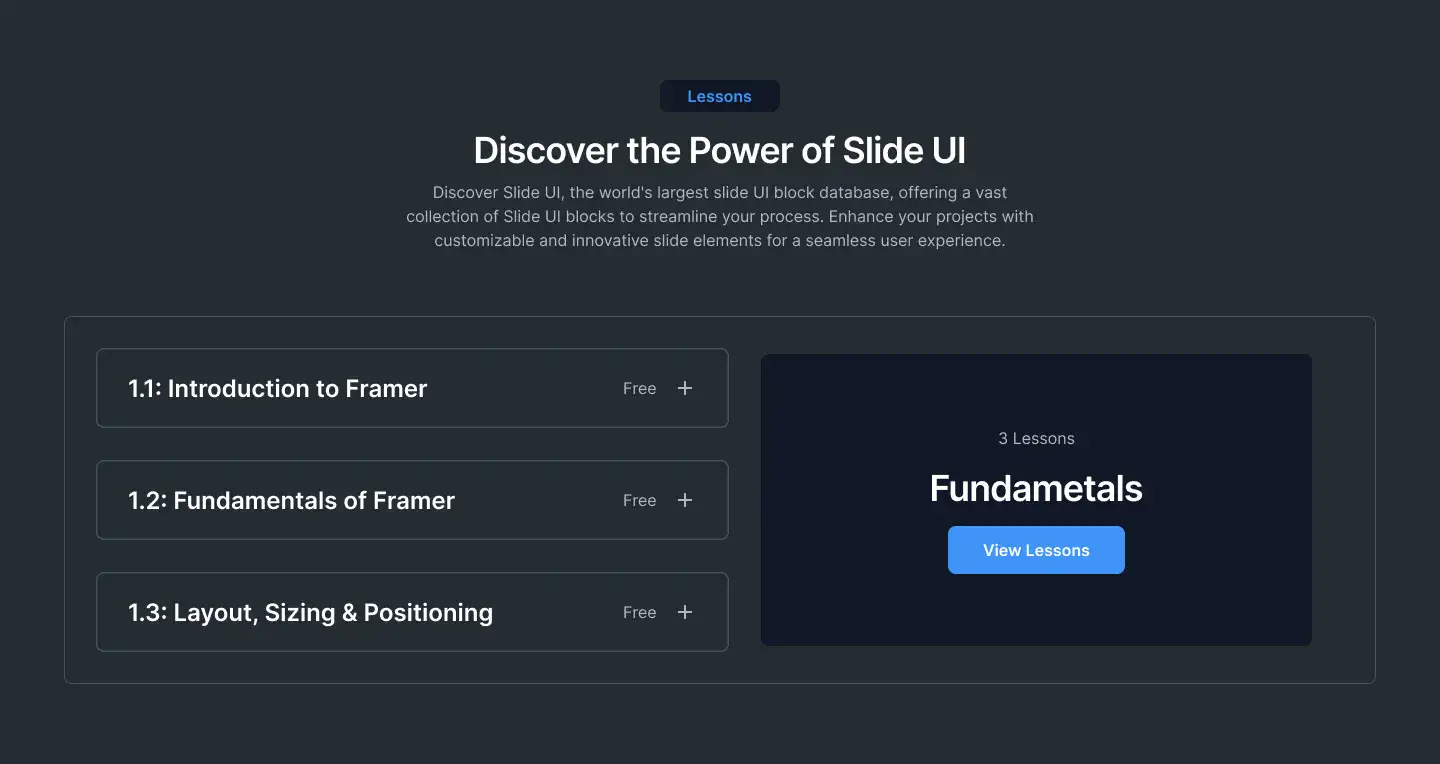 Lessons
Discover the Power of Slide UI
Discover Slide UI, the world's largest slide UI block database, offering a vast
collection of Slide UI blocks to streamline your process. Enhance your projects with
customizable and innovative slide elements for a seamless user experience.
1.1: Introduction to Framer Free +
1.2: Fundamentals of Framer Free +
1.3: Layout, Sizing & Positioning Free +
3 Lessons
Fundametals
View Lessons